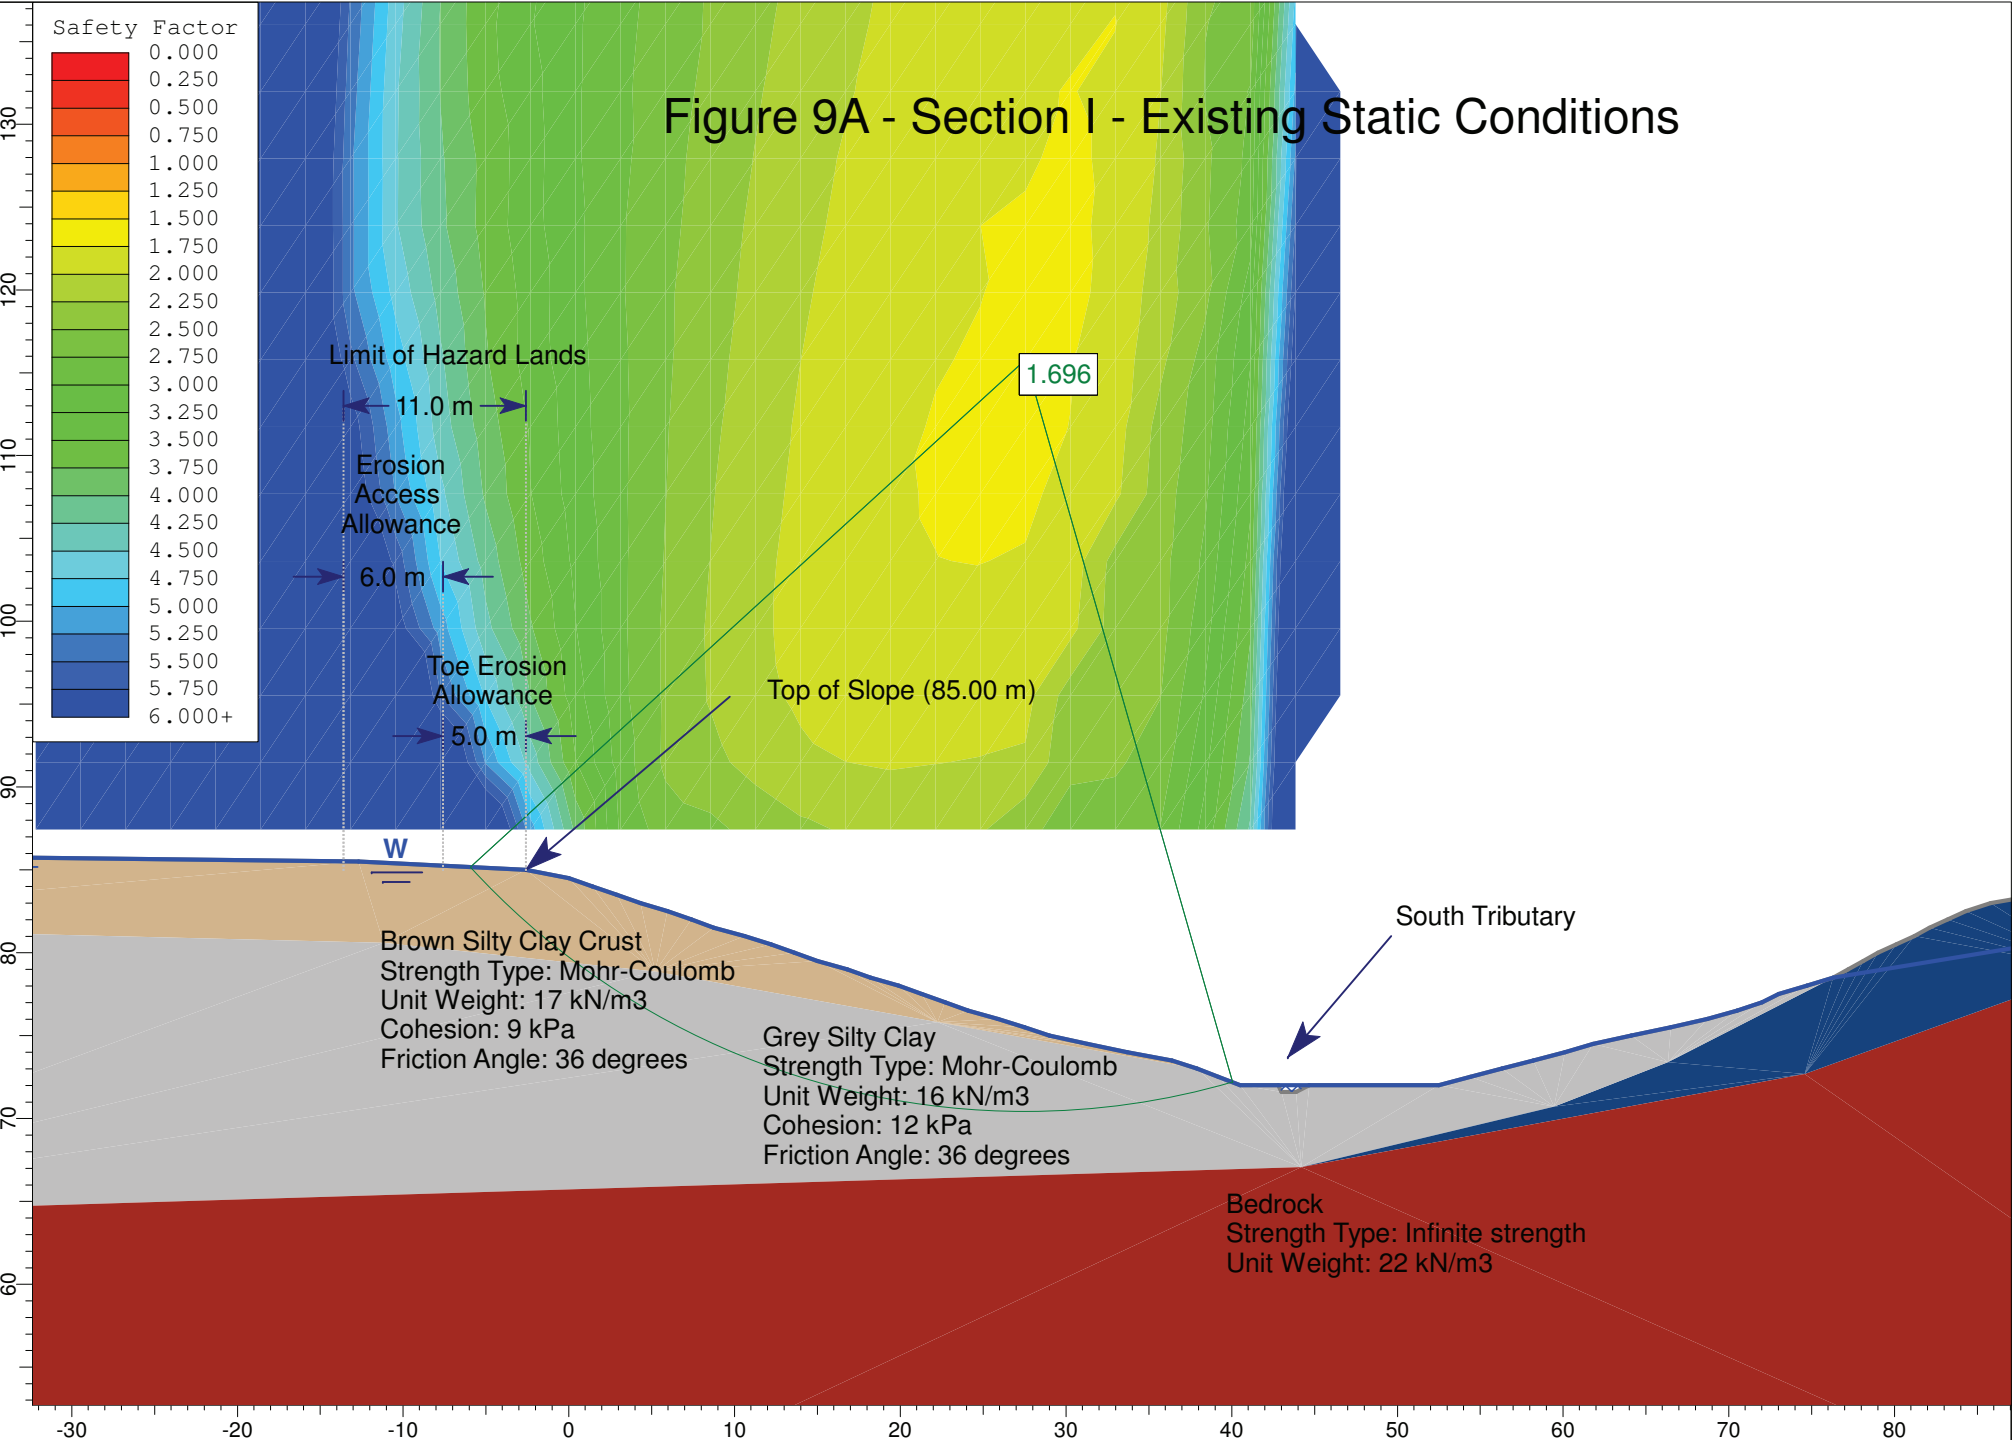 Safety Factor
0.000
0.250
0.500
0.750
1.000
1.250
1.500
1.750
2.000
2.250
2.500
2.750
3.000
3.250
3.500
3.750
4.000
4.250
4.500
4.750
5.000
5.250
5.500
5.750
6.000+
Figure 9A - Section I - Existing Static Conditions
Limit of Hazard Lands
11.0 m
1.696
Erosion
Access
Allowance
6.0 m
Toe Erosion
Allowance
5.0 m
Top of Slope (85.00 m)
W
South Tributary
Brown Silty Clay Crust
Strength Type: Mohr-Coulomb
Unit Weight: 17 kN/m3
Cohesion: 9 kPa
Friction Angle: 36 degrees
Grey Silty Clay
Strength Type: Mohr-Coulomb
Unit Weight: 16 kN/m3
Cohesion: 12 kPa
Friction Angle: 36 degrees
Bedrock
Strength Type: Infinite strength
Unit Weight: 22 kN/m3
130
120
110
100
90
80
70
60
-30 -20 -10 0 10 20 30 40 50 60 70 80